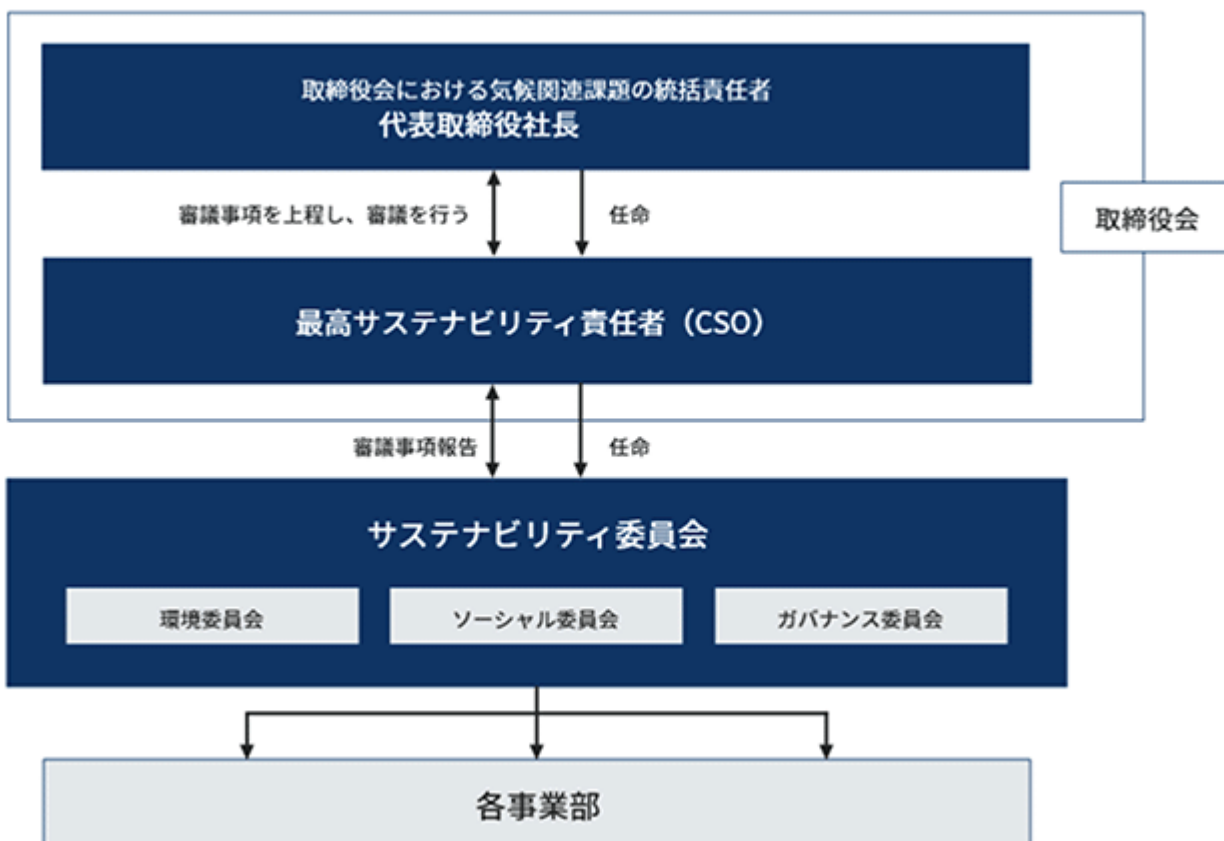 取締役会における気候関連課題の統括責任者
代表取締役社長
審議事項を上程し、審議を行う
任命
取締役会
最高サステナビリティ責任者（CSO）
審議事項報告
任命
サステナビリティ委員会
環境委員会
ソーシャル委員会
ガバナンス委員会
各事業部